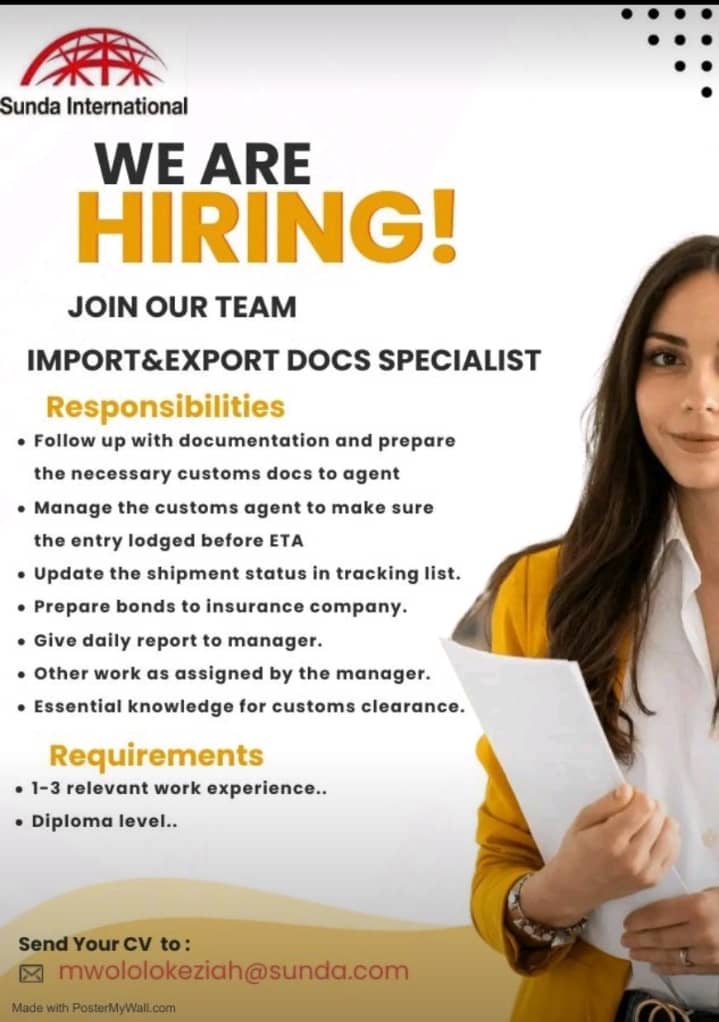 Sunda International
WE ARE
HIRING!
JOIN OUR TEAM
IMPORT&EXPORT DOCS SPECIALIST
Responsibilities
• Follow up with documentation and prepare
the necessary customs docs to agent
• Manage the customs agent to make sure
the entry lodged before ETA
• Update the shipment status in tracking list.
• Prepare bonds to insurance company.
• Give daily report to manager.
• Other work as assigned by the manager.
• Essential knowledge for customs clearance.
Requirements
• 1-3 relevant work experience..
• Diploma level..
Send Your CV to :
mwololokeziah@sunda.com
Made with PosterMyWall.com